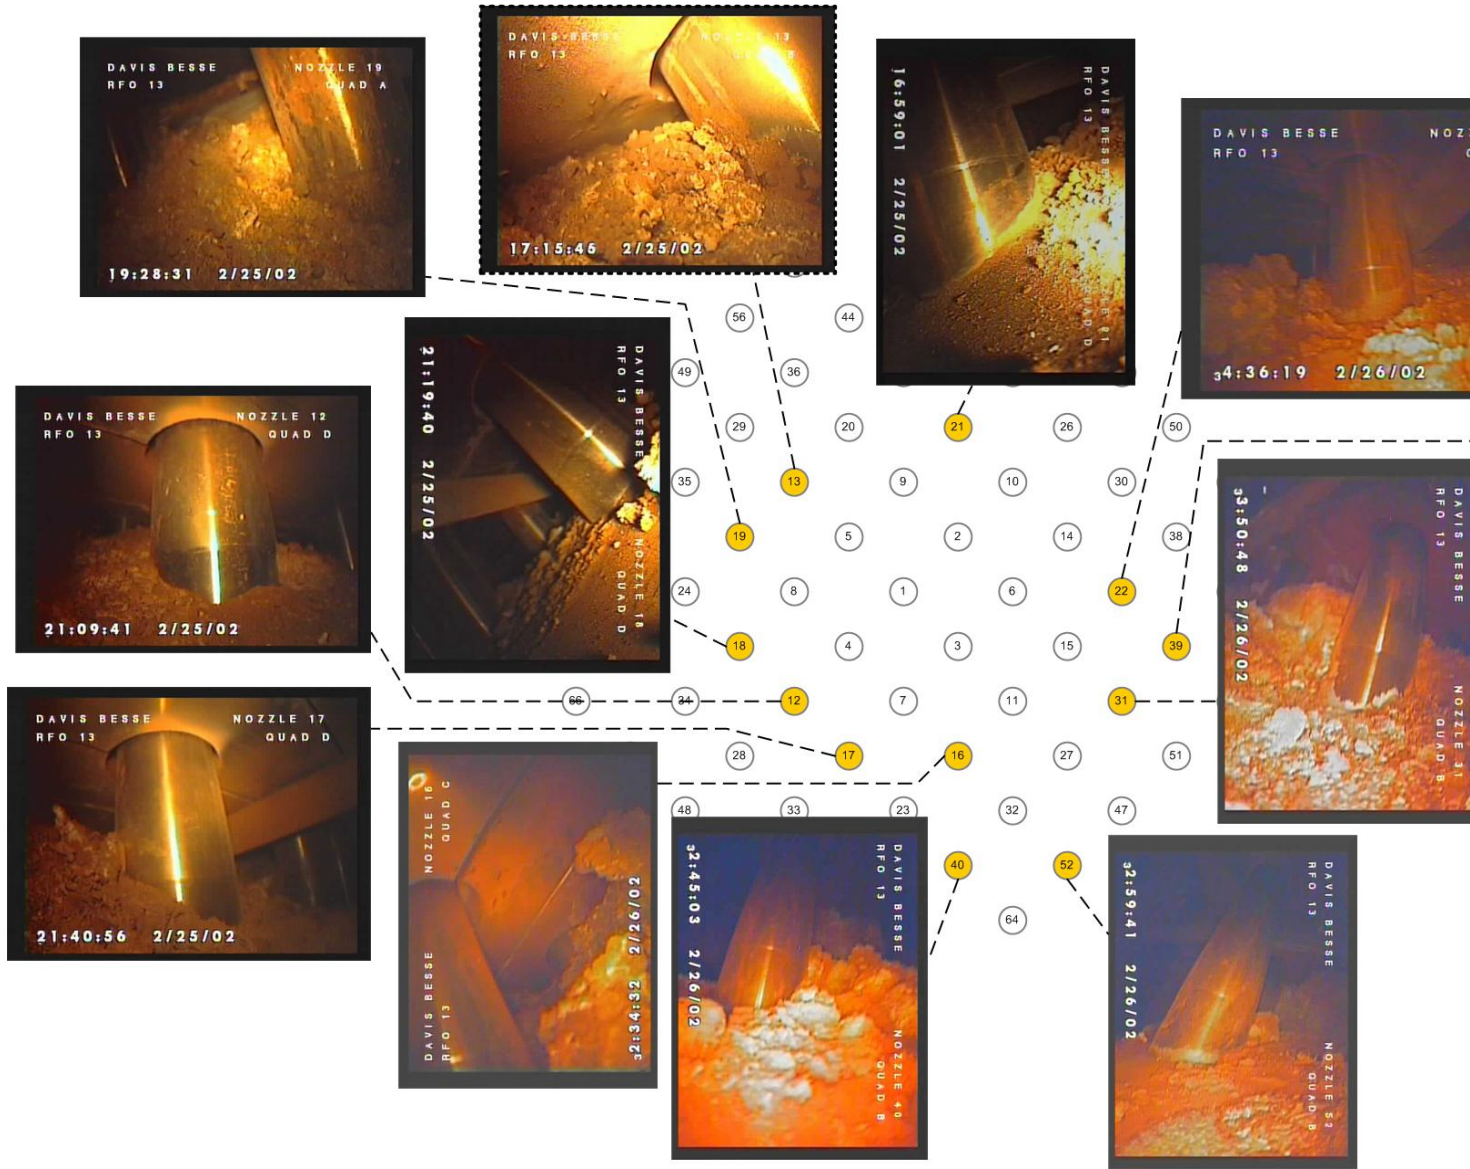 DAVIS BESSE NOZZLE 19
RFO 13 QUAD A
19:28:31 2/25/02
DAVIS BESSE NOZZLE 13
RFO 13
17:15:46 2/25/02
DAVIS BESSE
RFO 13
QUAD D
16:59:01 2/25/02
DAVIS BESSE
RFO 13
34:36:19 2/26/02
DAVIS BESSE NOZZLE 18
RFO 13 QUAD D
21:19:40 2/25/02
DAVIS BESSE NOZZLE 12
RFO 13 QUAD D
21:09:41 2/25/02
DAVIS BESSE NOZZLE 31
RFO 13 QUAD B
33:50:48 2/26/02
DAVIS BESSE NOZZLE 17
RFO 13 QUAD D
21:40:56 2/25/02
DAVIS BESSE NOZZLE 16
RFO 13 QUAD C
32:34:32 2/26/02
DAVIS BESSE NOZZLE 40
RFO 13 QUAD B
32:45:03 2/26/02
DAVIS BESSE NOZZLE 52
RFO 13 QUAD B
32:59:41 2/26/02
56 44
49 36
29 20 21 26 50
35 13 9 10 30
19 5 2 14 38
24 8 1 6 22
18 4 3 15 39
66 34 12 7 11 31
28 17 16 27 51
48 33 23 32 47
40 52
64